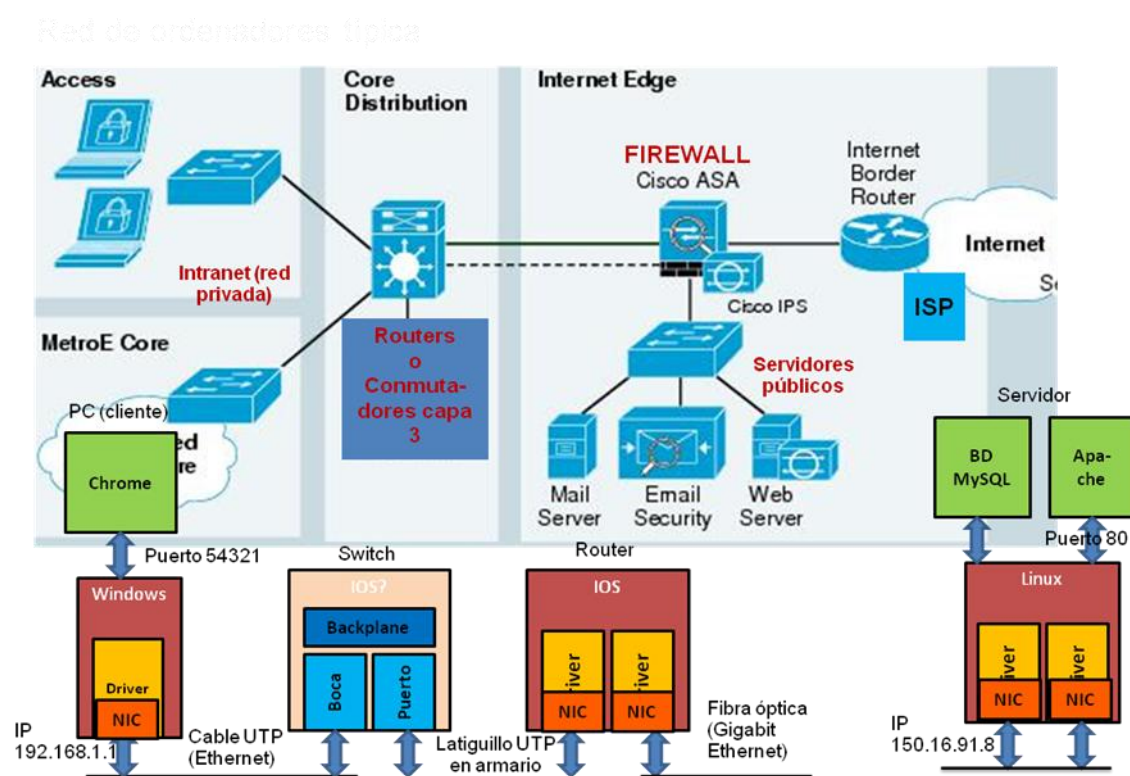 Red de ordenadores típica
Access
Core
Distribution
Internet Edge
FIREWALL
Cisco ASA
Internet
Border
Router
Internet
ISP
Intranet (red
privada)
Cisco IPS
MetroE Core
Routers
o
Conmuta-
dores capa
3
Servidores
públicos
Mail
Server
Email
Security
Web
Server
PC (cliente)
Chrome
Puerto 54321
Windows
Driver
NIC
IP
192.168.1.1
Cable UTP
(Ethernet)
Switch
IOS?
Backplane
Boca
Puerto
Latiguillo UTP
en armario
Router
IOS
NIC
NIC
Fibra óptica
(Gigabit
Ethernet)
Servidor
BD
MySQL
Apa-
che
Puerto 80
Linux
NIC
NIC
IP
150.16.91.8